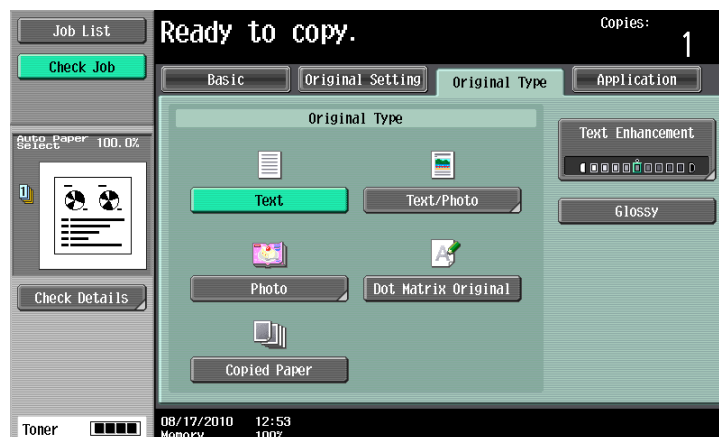 Job List
Check Job
Ready to copy.
Copies:
1
Basic
Original Setting
Original Type
Application
Auto Paper
Select
100.0%
1
Check Details
Original Type
Text
Text/Photo
Photo
Dot Matrix Original
Copied Paper
Text Enhancement
Glossy
Toner
08/17/2010 12:53
Memory 100%